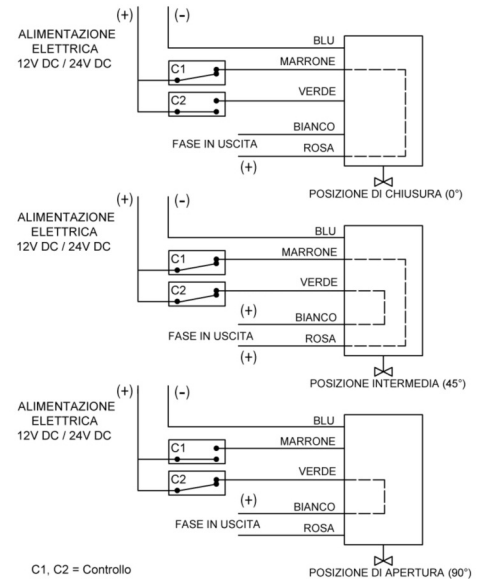 (+)
(-)
ALIMENTAZIONE
ELETTRICA
12V DC / 24V DC
BLU
C1
MARRONE
C2
VERDE
BIANCO
FASE IN USCITA
ROSA
(+)
POSIZIONE DI CHIUSURA (0°)
(+)
(-)
ALIMENTAZIONE
ELETTRICA
12V DC / 24V DC
BLU
C1
MARRONE
C2
VERDE
(+)
BIANCO
FASE IN USCITA
ROSA
(+)
POSIZIONE INTERMEDIA (45°)
(+)
(-)
ALIMENTAZIONE
ELETTRICA
12V DC / 24V DC
BLU
C1
MARRONE
C2
VERDE
(+)
BIANCO
FASE IN USCITA
ROSA
C1, C2 = Controllo
POSIZIONE DI APERTURA (90°)